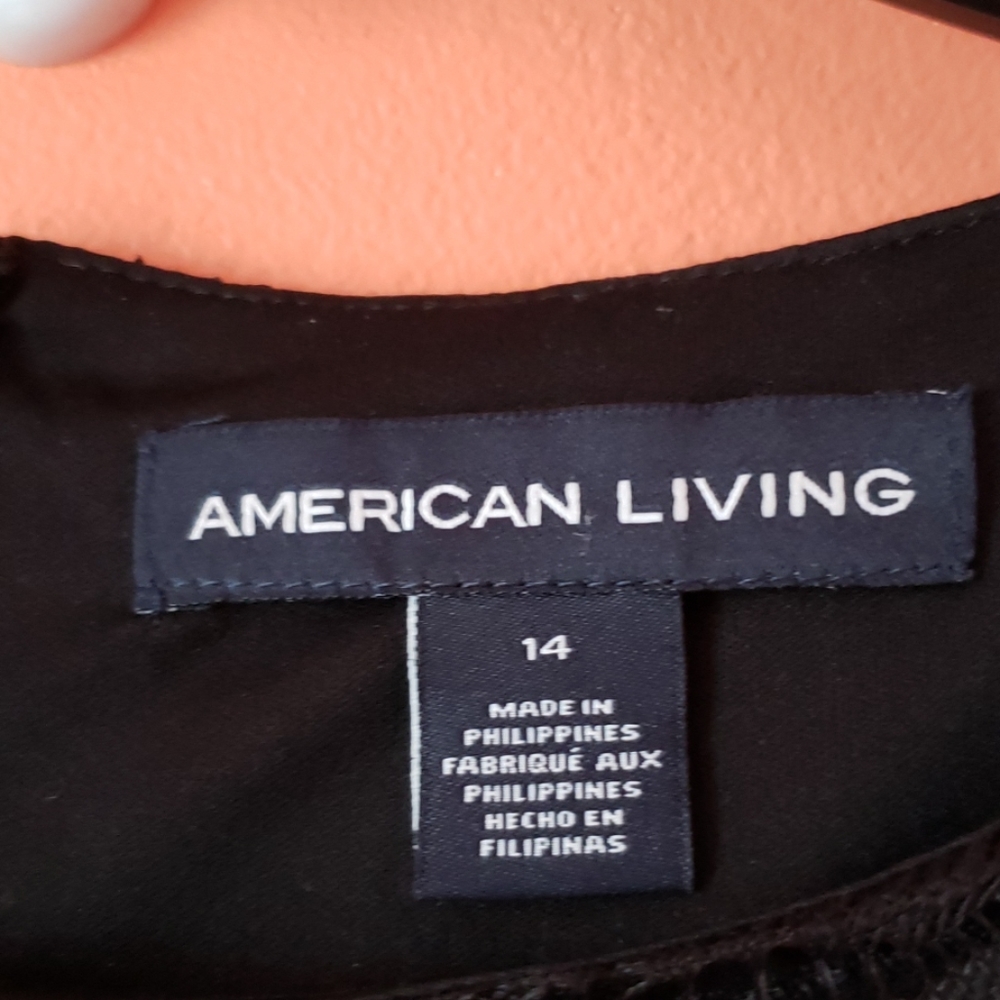 AMERICAN LIVING
14
MADE IN
PHILIPPINES
FABRIQUÉ AUX
PHILIPPINES
HECHO EN
FILIPINAS